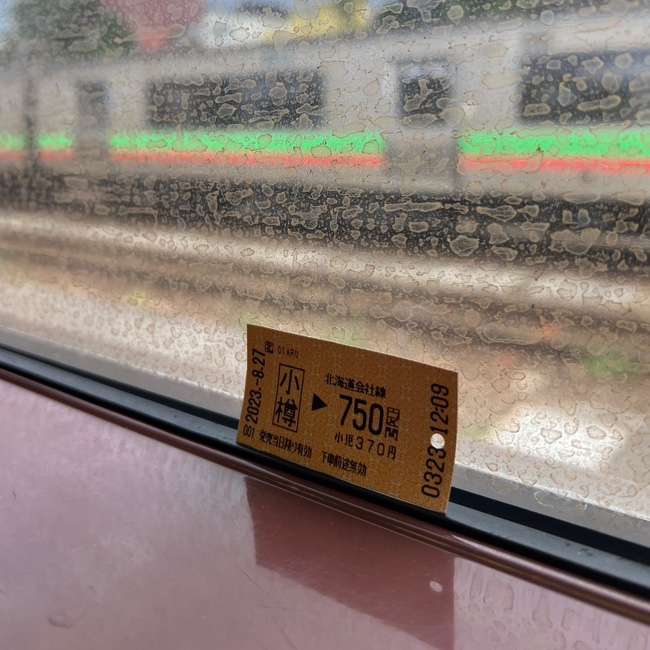 2023.-8.27
OTARU
小樽
▶
北海道会社線
750円区間
小児370円
001 発売当日限り有効 下車前途無効
0323 12:09